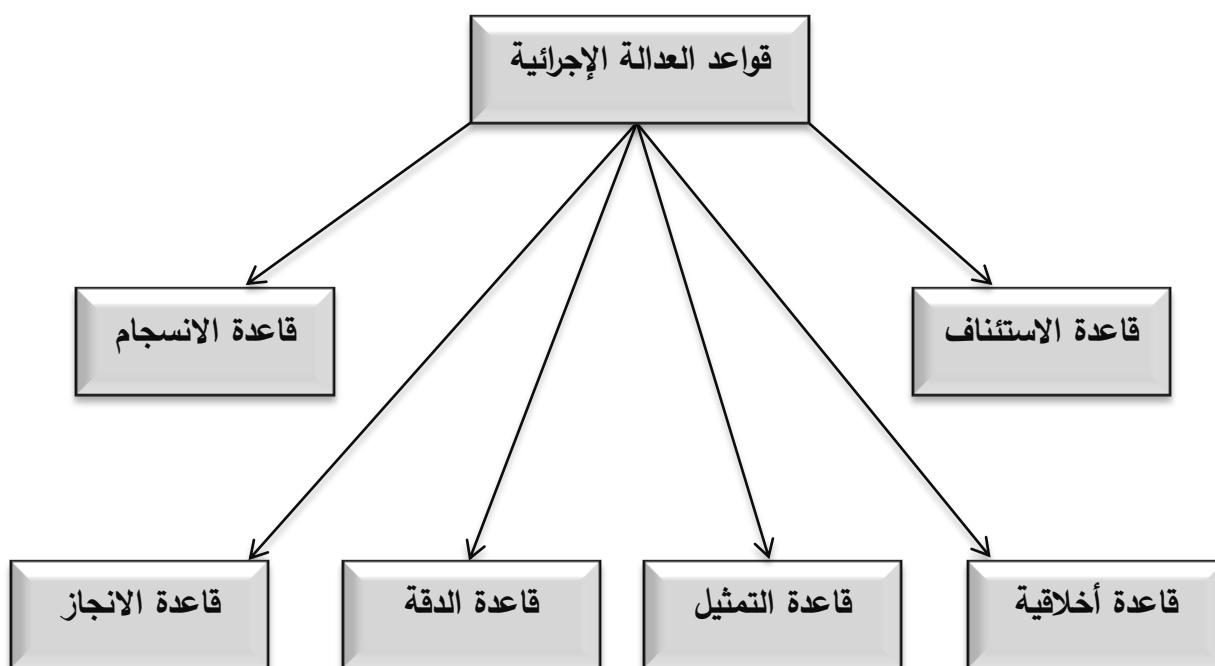 قواعد العدالة الإجرائية
قاعدة الاستئناف
قاعدة الانسجام
قاعدة أخلاقية
قاعدة التمثيل
قاعدة الدقة
قاعدة الانجاز